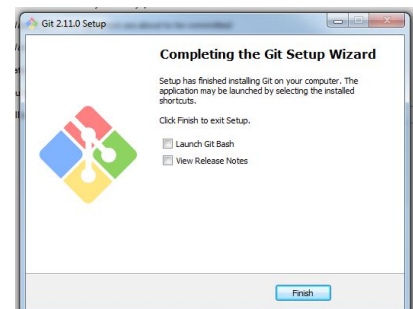 Git 2.11.0 Setup
Completing the Git Setup Wizard
Setup has finished installing Git on your computer. The
application may be launched by selecting the installed
shortcuts.
Click Finish to exit Setup.
Launch Git Bash
View Release Notes
Finish